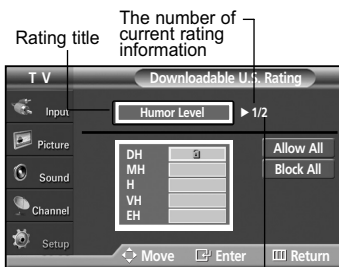 The number of
current rating
information
Rating title
T V
Downloadable U.S. Rating
Input
Humor Level
▶ 1/2
Picture
Sound
Channel
Setup
DH
MH
H
VH
EH
Allow All
Block All
Move
Enter
Return